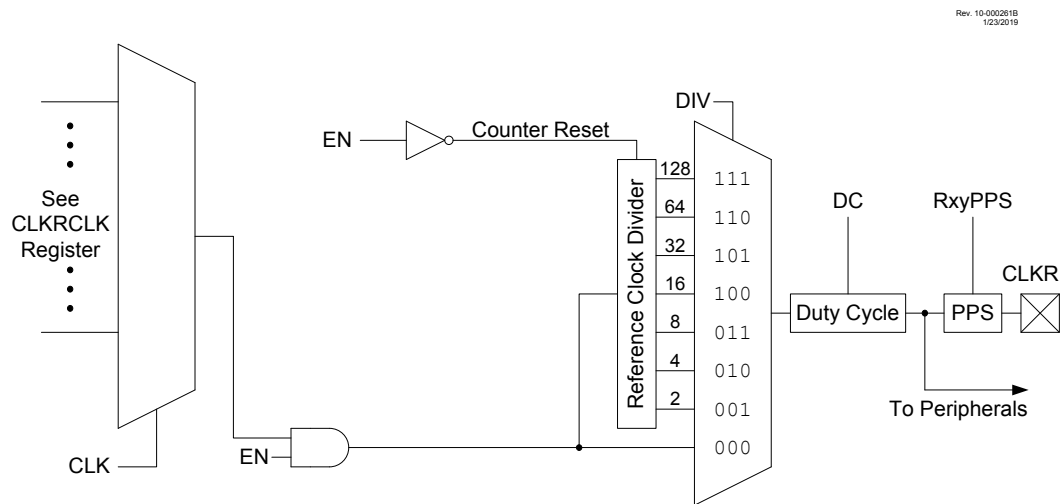 Rev. 10-000261B
1/23/2019
DIV
EN
Counter Reset
See
CLKRCLK
Register
Reference Clock Divider
128
111
64
110
32
101
16
100
8
011
4
010
2
001
000
DC
RxyPPS
CLKR
Duty Cycle
PPS
To Peripherals
EN
CLK